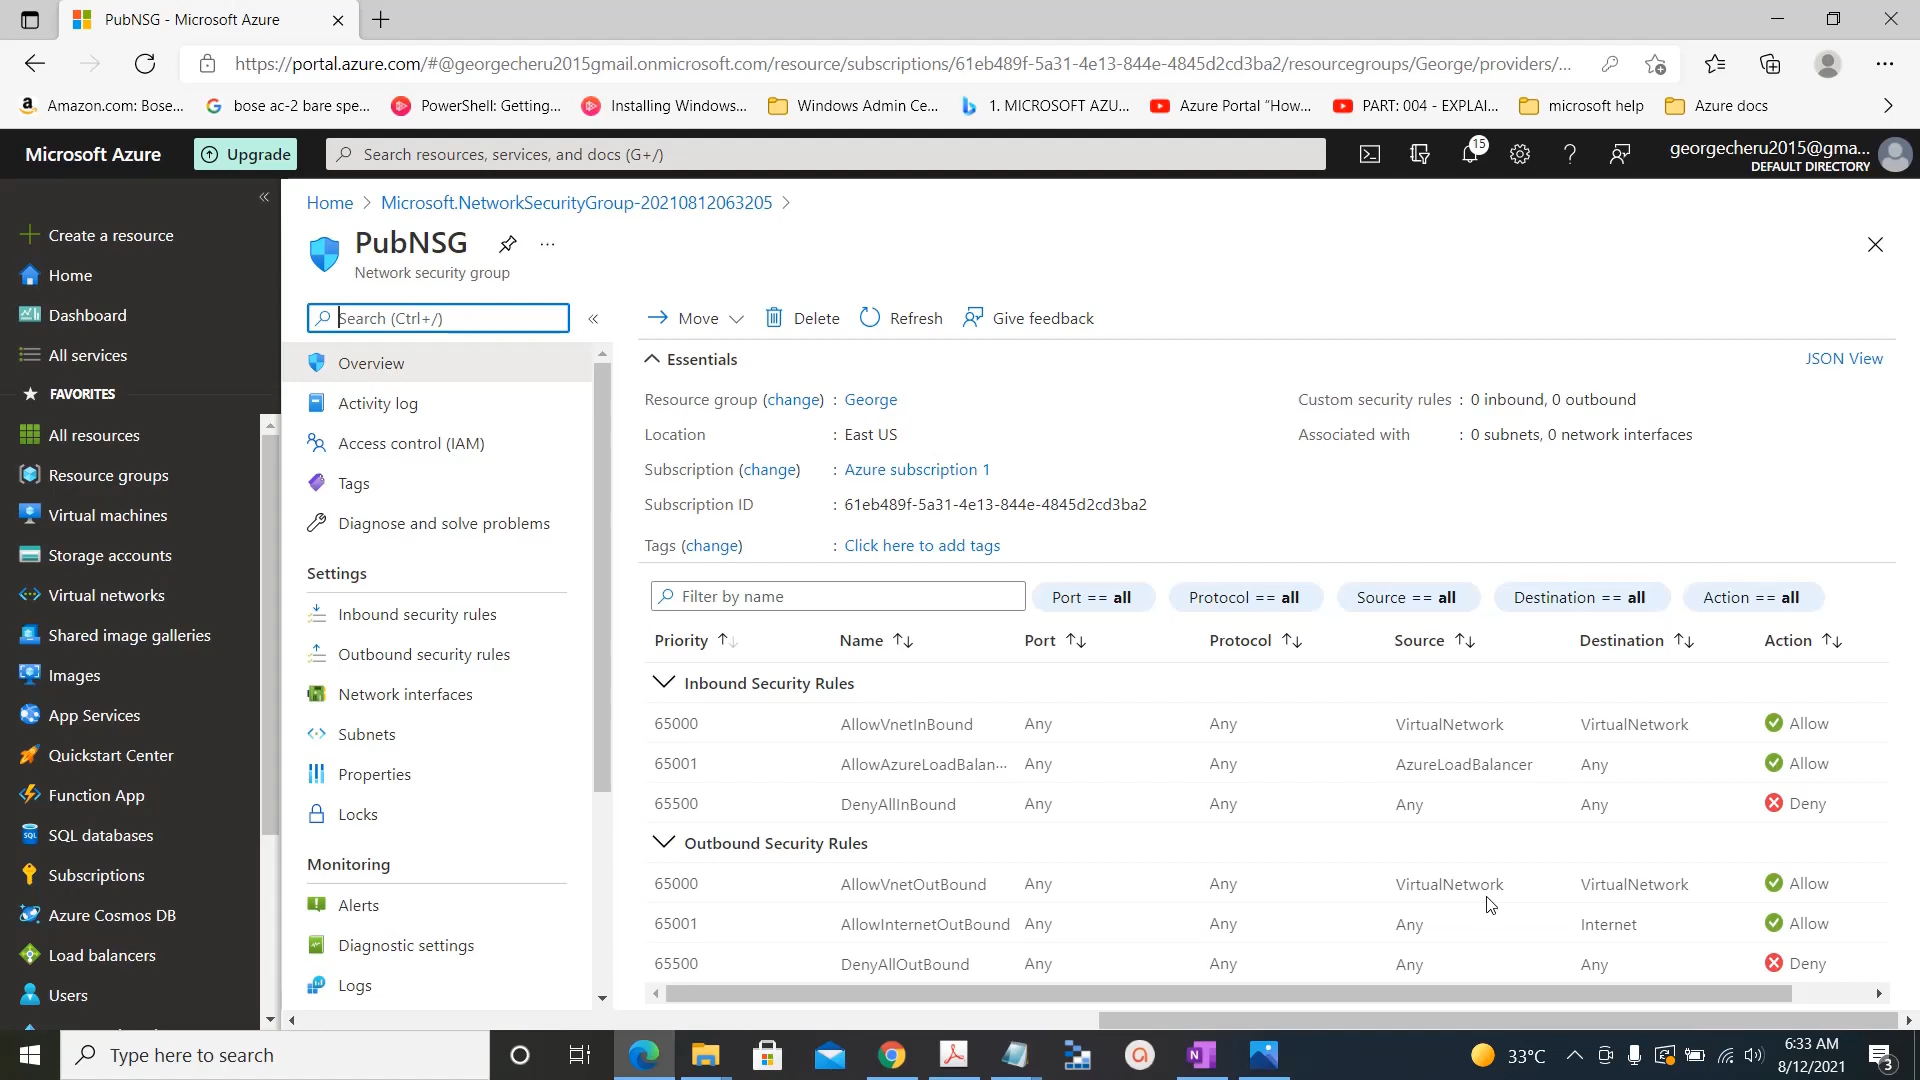 PubNSG - Microsoft Azure
https://portal.azure.com/#@georgecheru2015gmail.onmicrosoft.com/resource/subscriptions/61eb489f-5a31-4e13-844e-4845d2cd3ba2/resourcegroups/George/providers/...
Amazon.com: Bose...
bose ac-2 bare spe...
PowerShell: Getting...
Installing Windows...
Windows Admin Ce...
1. MICROSOFT AZU...
Azure Portal "How...
PART: 004 - EXPLAI...
microsoft help
Azure docs
Microsoft Azure
Upgrade
Search resources, services, and docs (G+/)
15
georgecheru2015@gma...
DEFAULT DIRECTORY
Create a resource
Home
Dashboard
All services
FAVORITES
All resources
Resource groups
Virtual machines
Storage accounts
Virtual networks
Shared image galleries
Images
App Services
Quickstart Center
Function App
SQL databases
Subscriptions
Azure Cosmos DB
Load balancers
Users
Home > Microsoft.NetworkSecurityGroup-20210812063205 >
PubNSG
Network security group
Search (Ctrl+/)
Overview
Activity log
Access control (IAM)
Tags
Diagnose and solve problems
Settings
Inbound security rules
Outbound security rules
Network interfaces
Subnets
Properties
Locks
Monitoring
Alerts
Diagnostic settings
Logs
Move
Delete
Refresh
Give feedback
Essentials
JSON View
Resource group (change) : George
Location : East US
Subscription (change) : Azure subscription 1
Subscription ID : 61eb489f-5a31-4e13-844e-4845d2cd3ba2
Tags (change) : Click here to add tags
Custom security rules : 0 inbound, 0 outbound
Associated with : 0 subnets, 0 network interfaces
Filter by name
Port == all
Protocol == all
Source == all
Destination == all
Action == all
Priority Name Port Protocol Source Destination Action
Inbound Security Rules
65000 AllowVnetInBound Any Any VirtualNetwork VirtualNetwork Allow
65001 AllowAzureLoadBalan... Any Any AzureLoadBalancer Any Allow
65500 DenyAllInBound Any Any Any Any Deny
Outbound Security Rules
65000 AllowVnetOutBound Any Any VirtualNetwork VirtualNetwork Allow
65001 AllowInternetOutBound Any Any Any Internet Allow
65500 DenyAllOutBound Any Any Any Any Deny
Type here to search
33°C
6:33 AM
8/12/2021
3